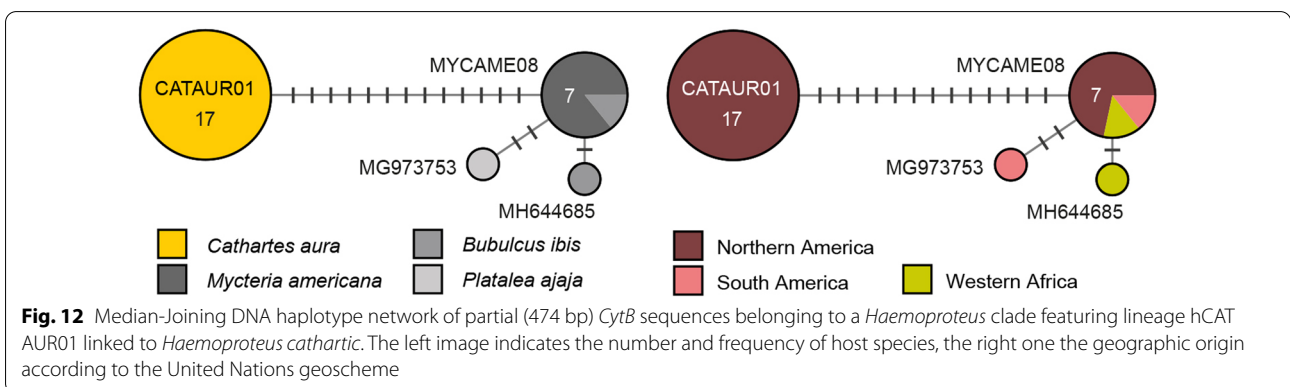 MYCAME08
CATAUR01
17
7
MG973753
MH644685
MYCAME08
CATAUR01
17
7
MG973753
MH644685
Cathartes aura
Bubulcus ibis
Mycteria americana
Platalea ajaja
Northern America
South America
Western Africa
Fig. 12 Median-Joining DNA haplotype network of partial (474 bp) CytB sequences belonging to a Haemoproteus clade featuring lineage hCAT
AUR01 linked to Haemoproteus cathartic. The left image indicates the number and frequency of host species, the right one the geographic origin
according to the United Nations geoscheme